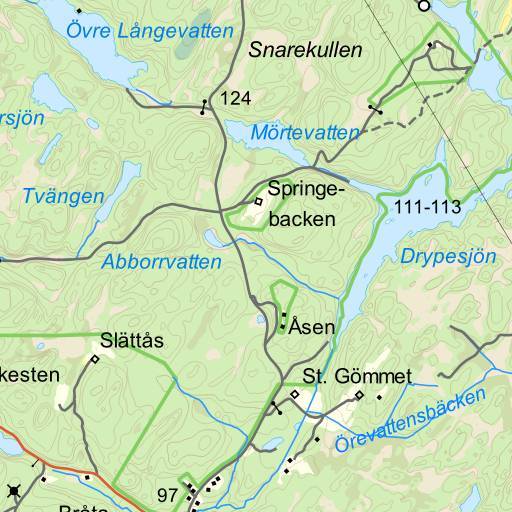 Övre Långevatten
Snarekullen
124
rsjön
Mörtevatten
Tvängen
Springe-
backen
111-113
Abborrvatten
Drypesjön
Åsen
Slättås
kesten
St. Gömmet
Örevattensbäcken
97
Bråta